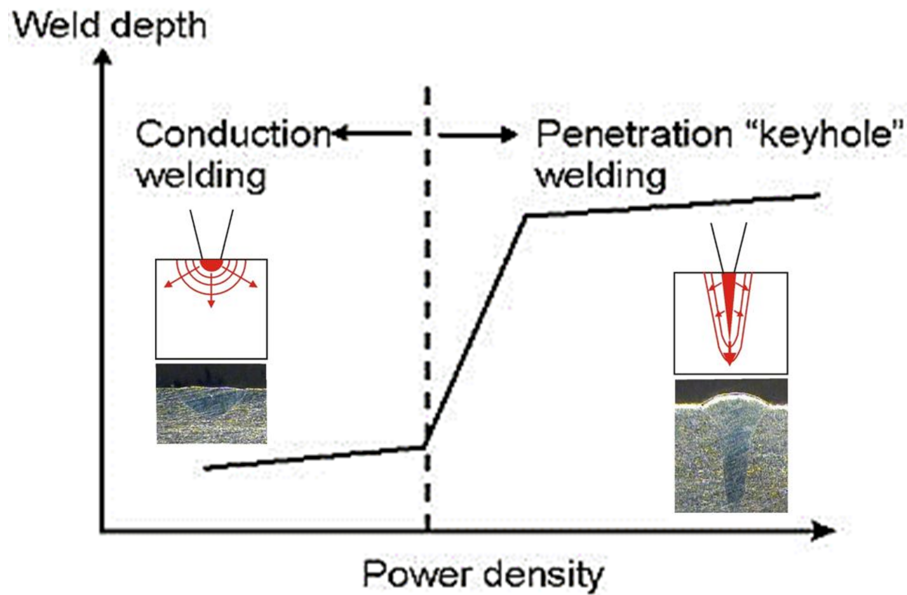 Weld depth
Conduction
welding
Penetration “keyhole”
welding
Power density